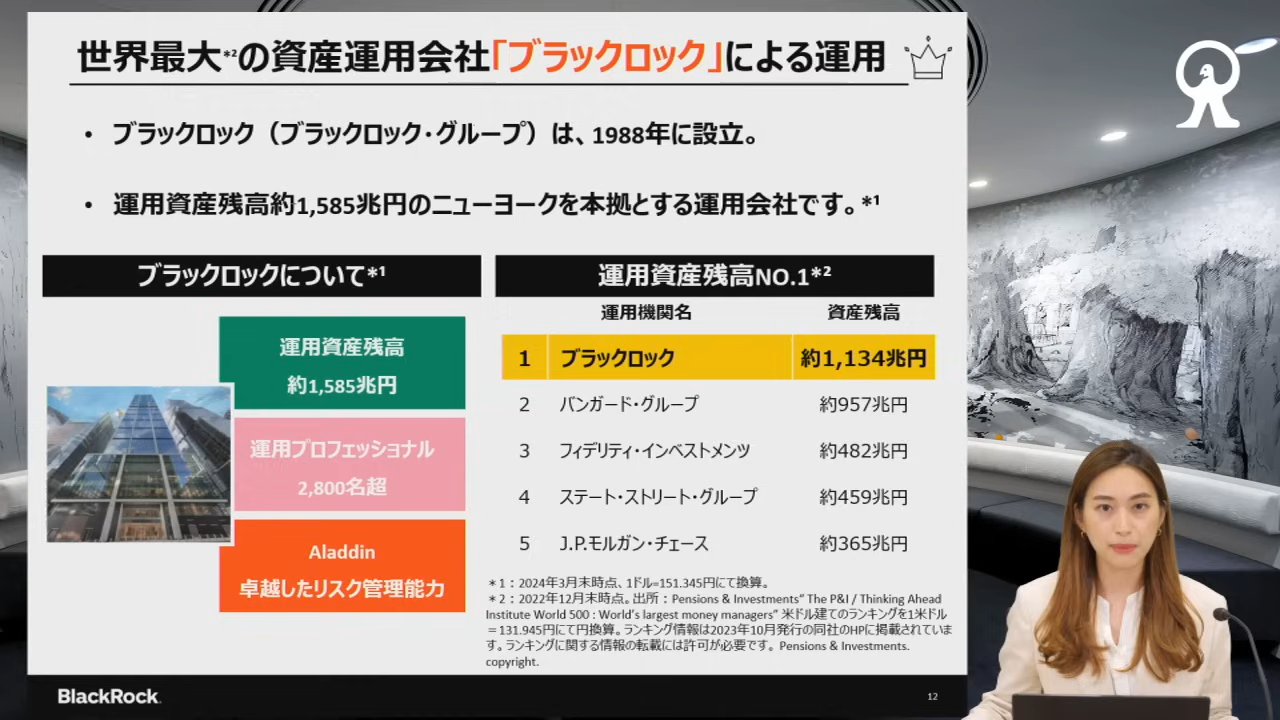 世界最大*²の資産運用会社「ブラックロック」による運用
• ブラックロック（ブラックロック・グループ）は、1988年に設立。
• 運用資産残高約1,585兆円のニューヨークを本拠とする運用会社です。*¹
ブラックロックについて*¹
運用資産残高
約1,585兆円
運用プロフェッショナル
2,800名超
Aladdin
卓越したリスク管理能力
運用資産残高NO.1*²
運用機関名 資産残高
1 ブラックロック 約1,134兆円
2 バンガード・グループ 約957兆円
3 フィデリティ・インベストメンツ 約482兆円
4 ステート・ストリート・グループ 約459兆円
5 J.P.モルガン・チェース 約365兆円
＊1：2024年3月末時点、1ドル=151.345円にて換算。
＊2：2022年12月末時点。出所：Pensions & Investments“ The P&I / Thinking Ahead
Institute World 500 : World’s largest money managers” 米ドル建てのランキングを1米ドル
＝131.945円にて円換算。ランキング情報は2023年10月発行の同社のHPに掲載されていま
す。ランキングに関する情報の転載には許可が必要です。 Pensions & Investments.
copyright.
BlackRock.
12